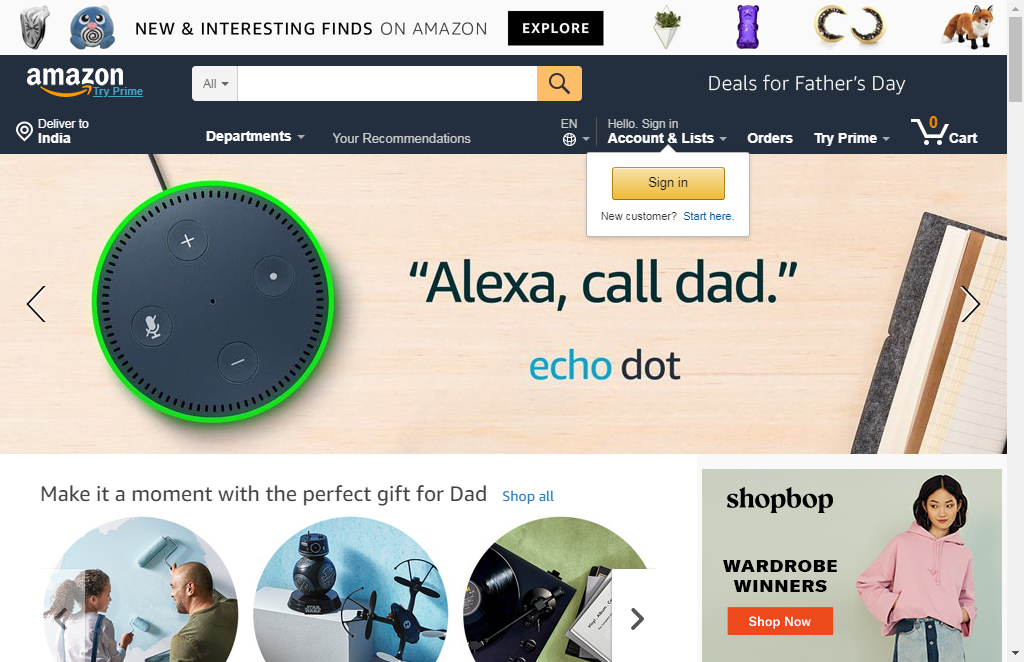 NEW & INTERESTING FINDS ON AMAZON EXPLORE
amazon
Try Prime
All
Deals for Father's Day
Deliver to
India
Departments
Your Recommendations
EN
Hello. Sign in
Account & Lists
Orders
Try Prime
0
Cart
Sign in
New customer? Start here.
“Alexa, call dad.”
echo dot
Make it a moment with the perfect gift for Dad Shop all
shopbop
WARDROBE
WINNERS
Shop Now